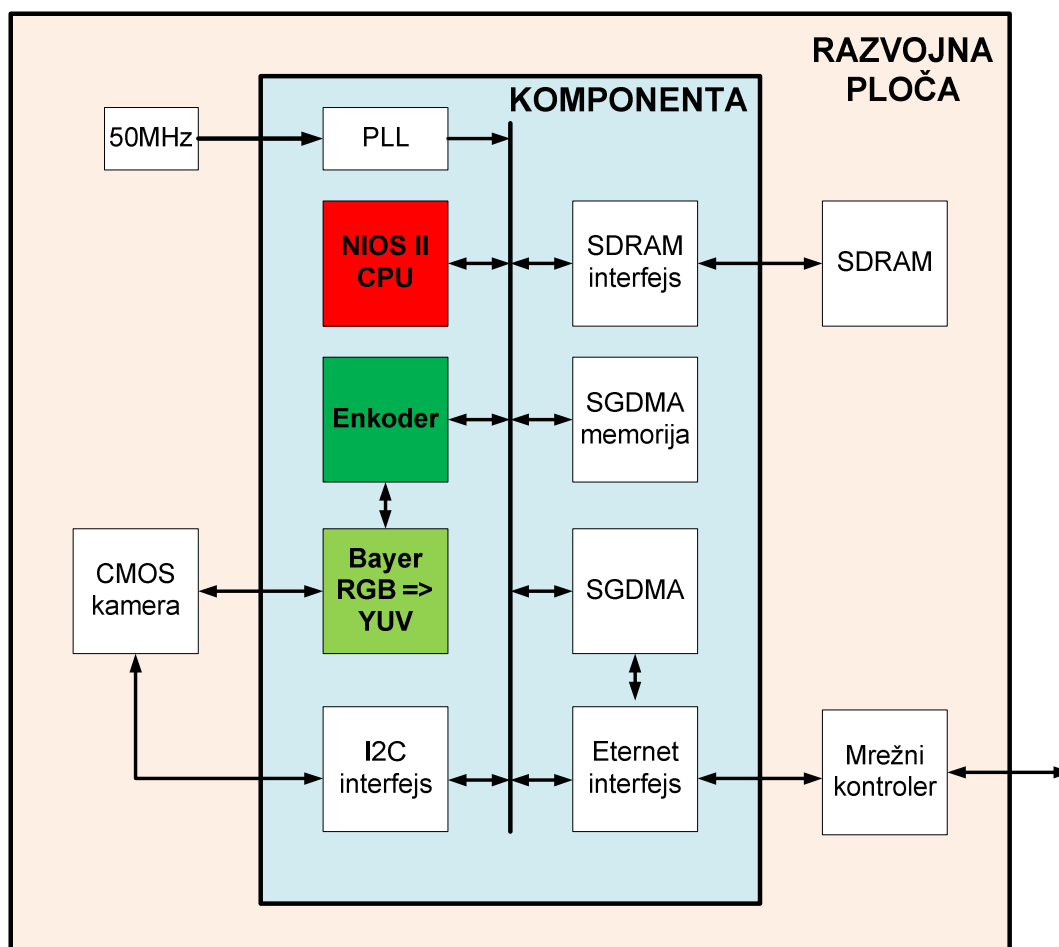 RAZVOJNA
PLOČA
KOMPONENTA
50MHz
PLL
NIOS II
CPU
SDRAM
interfejs
SDRAM
Enkoder
SGDMA
memorija
CMOS
kamera
Bayer
RGB =>
YUV
SGDMA
I2C
interfejs
Eternet
interfejs
Mrežni
kontroler